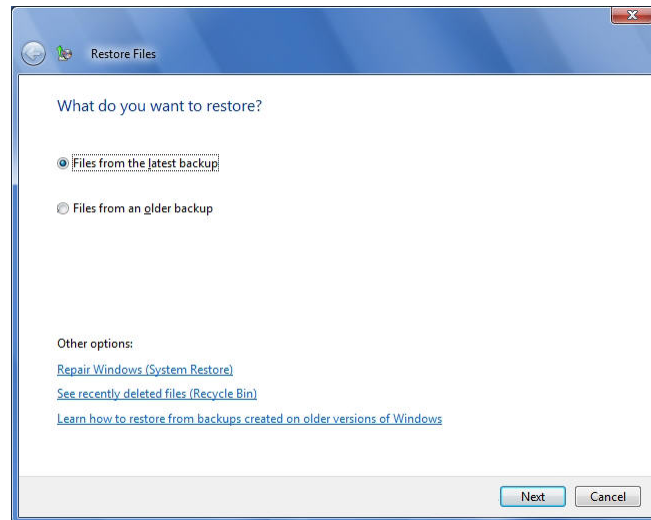 Restore Files
What do you want to restore?
Files from the latest backup
Files from an older backup
Other options:
Repair Windows (System Restore)
See recently deleted files (Recycle Bin)
Learn how to restore from backups created on older versions of Windows
Next Cancel